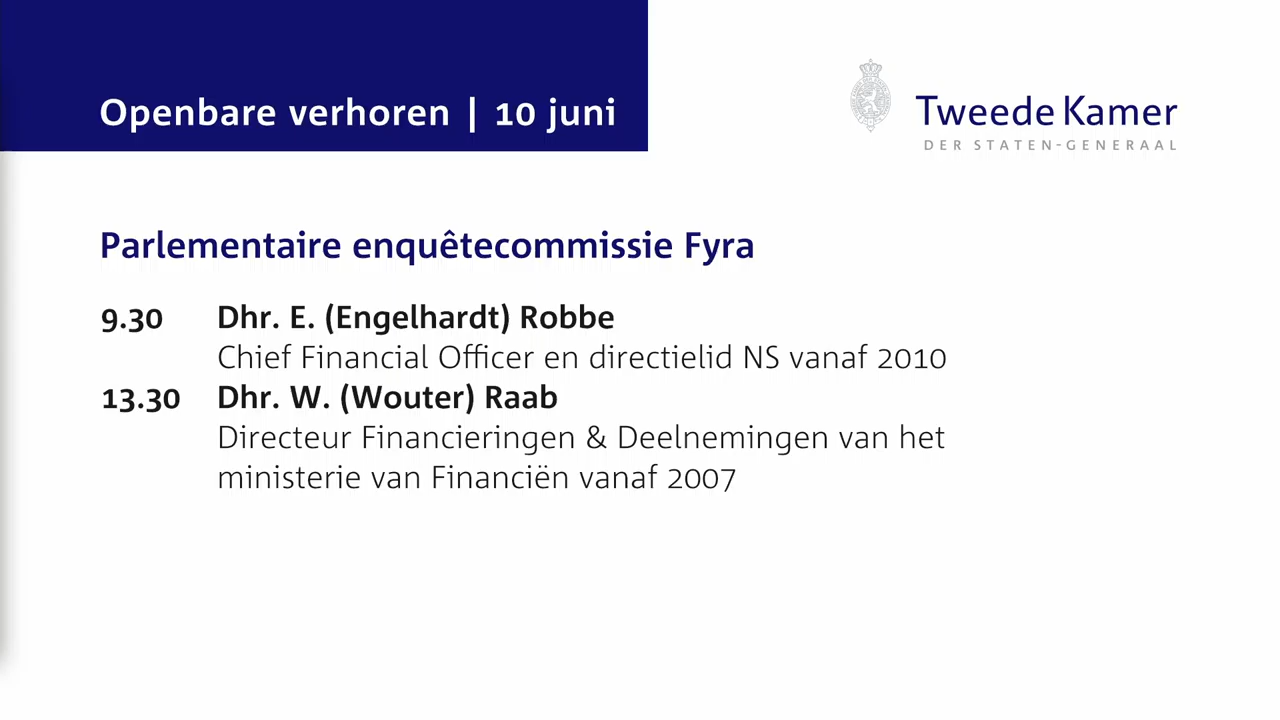 Openbare verhoren | 10 juni
Tweede Kamer
DER STATEN-GENERAAL
Parlementaire enquêtecommissie Fyra
9.30 Dhr. E. (Engelhardt) Robbe
Chief Financial Officer en directielid NS vanaf 2010
13.30 Dhr. W. (Wouter) Raab
Directeur Financieringen & Deelnemingen van het
ministerie van Financiën vanaf 2007